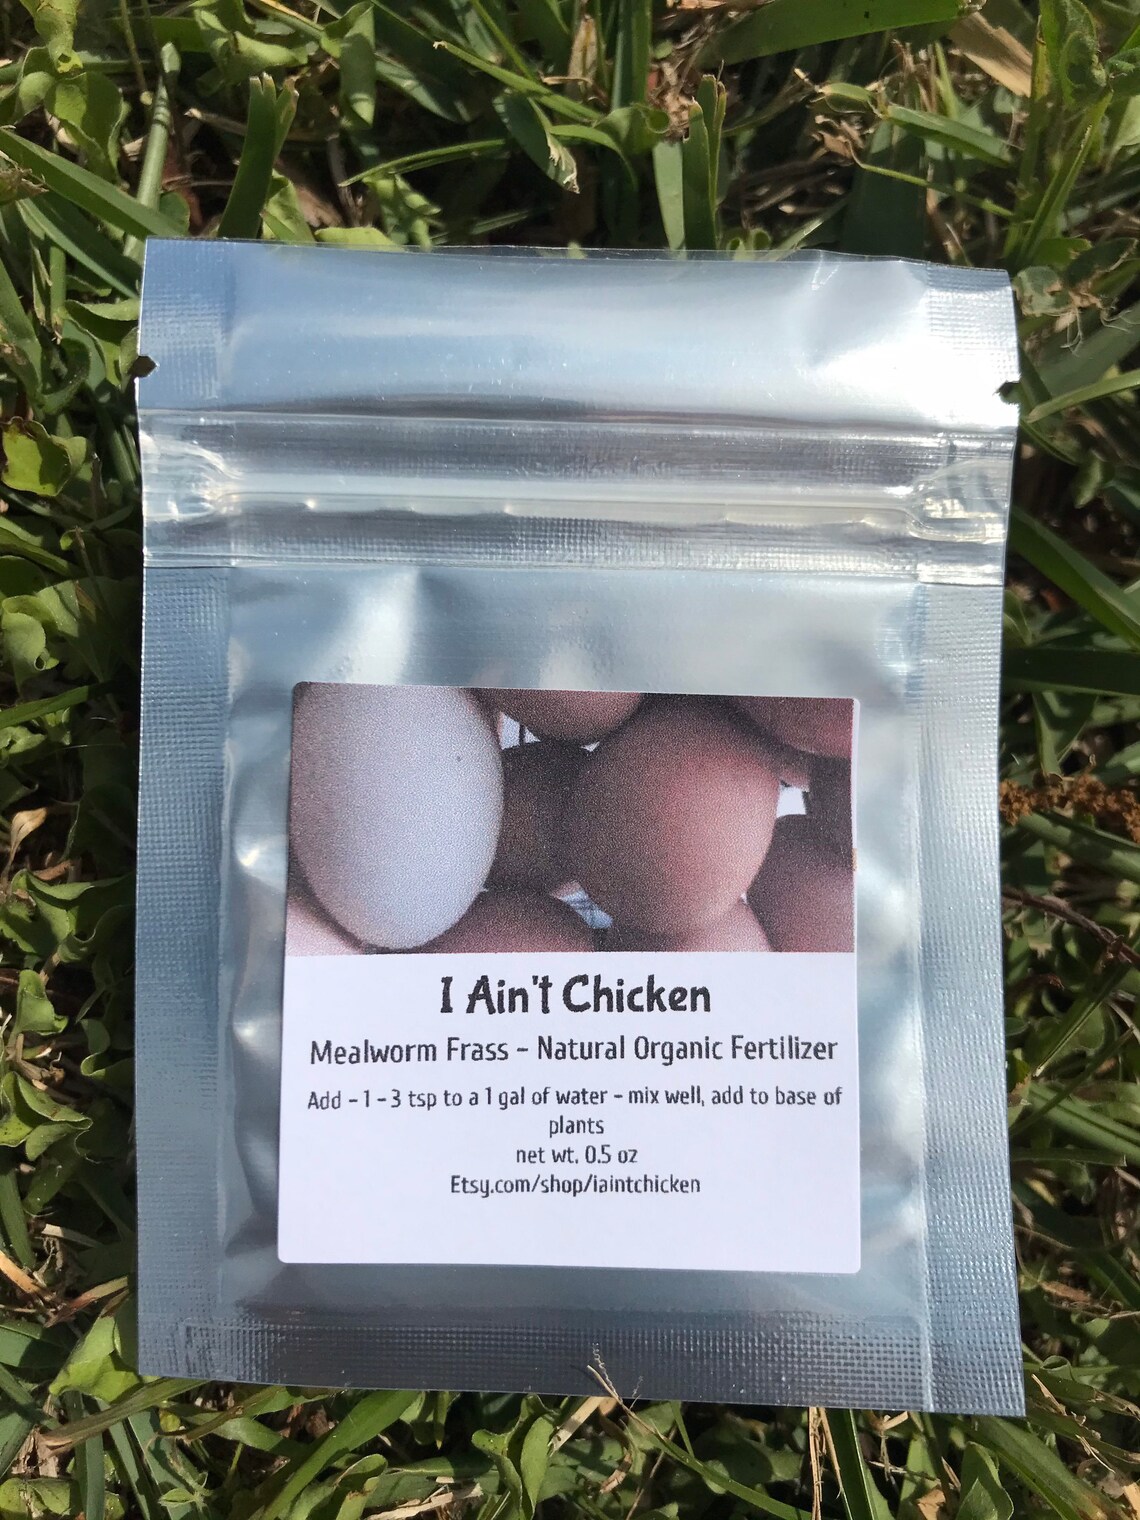 I Ain't Chicken
Mealworm Frass - Natural Organic Fertilizer
Add - 1 - 3 tsp to a 1 gal of water - mix well, add to base of
plants
net wt. 0.5 oz
Etsy.com/shop/iaintchicken